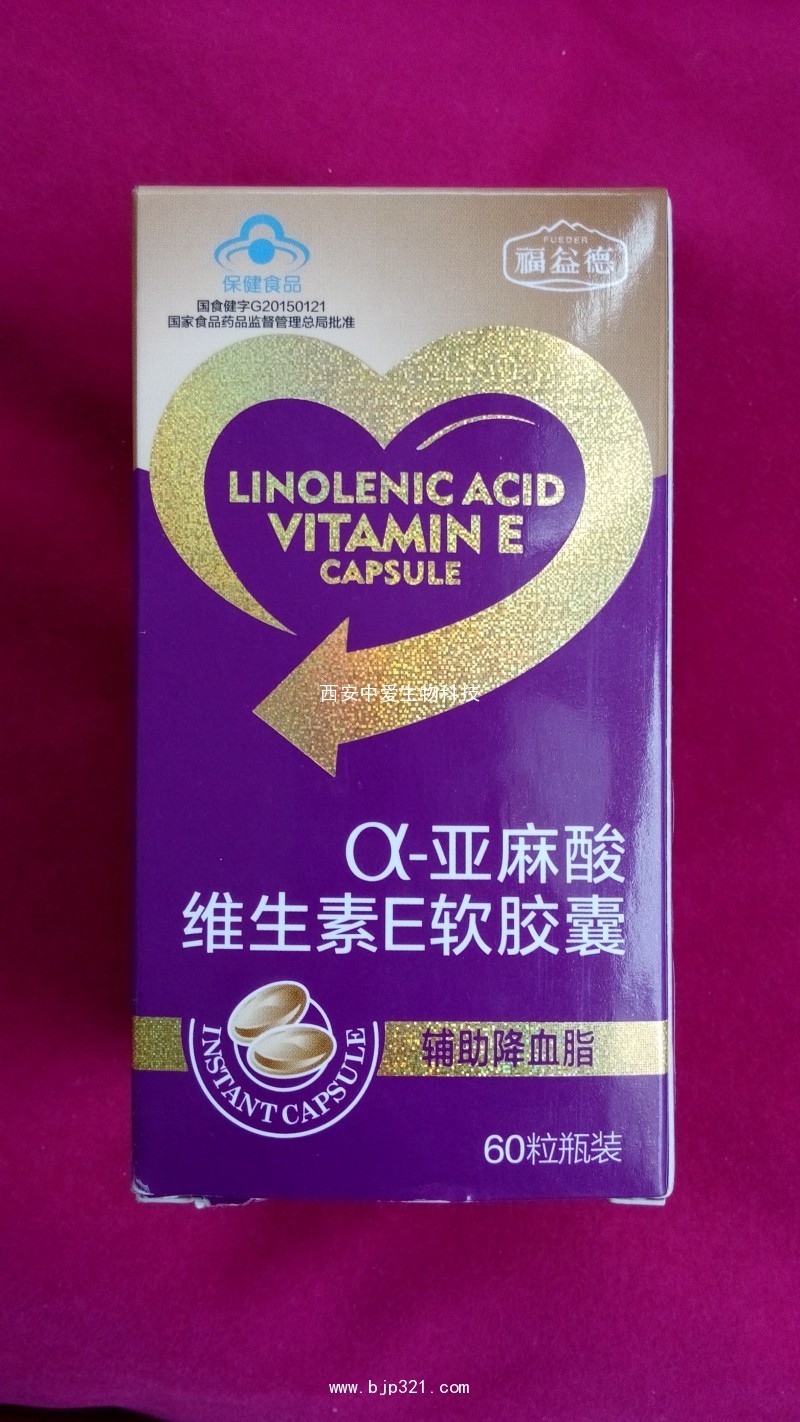 保健食品
国食健字G20150121
国家食品药品监督管理总局批准
FUEDER
福益德
LINOLENIC ACID
VITAMIN E
CAPSULE
西安中爱生物科技
α-亚麻酸
维生素E软胶囊
INSTANT CAPSULE
辅助降血脂
60粒瓶装
www.bjp321.com